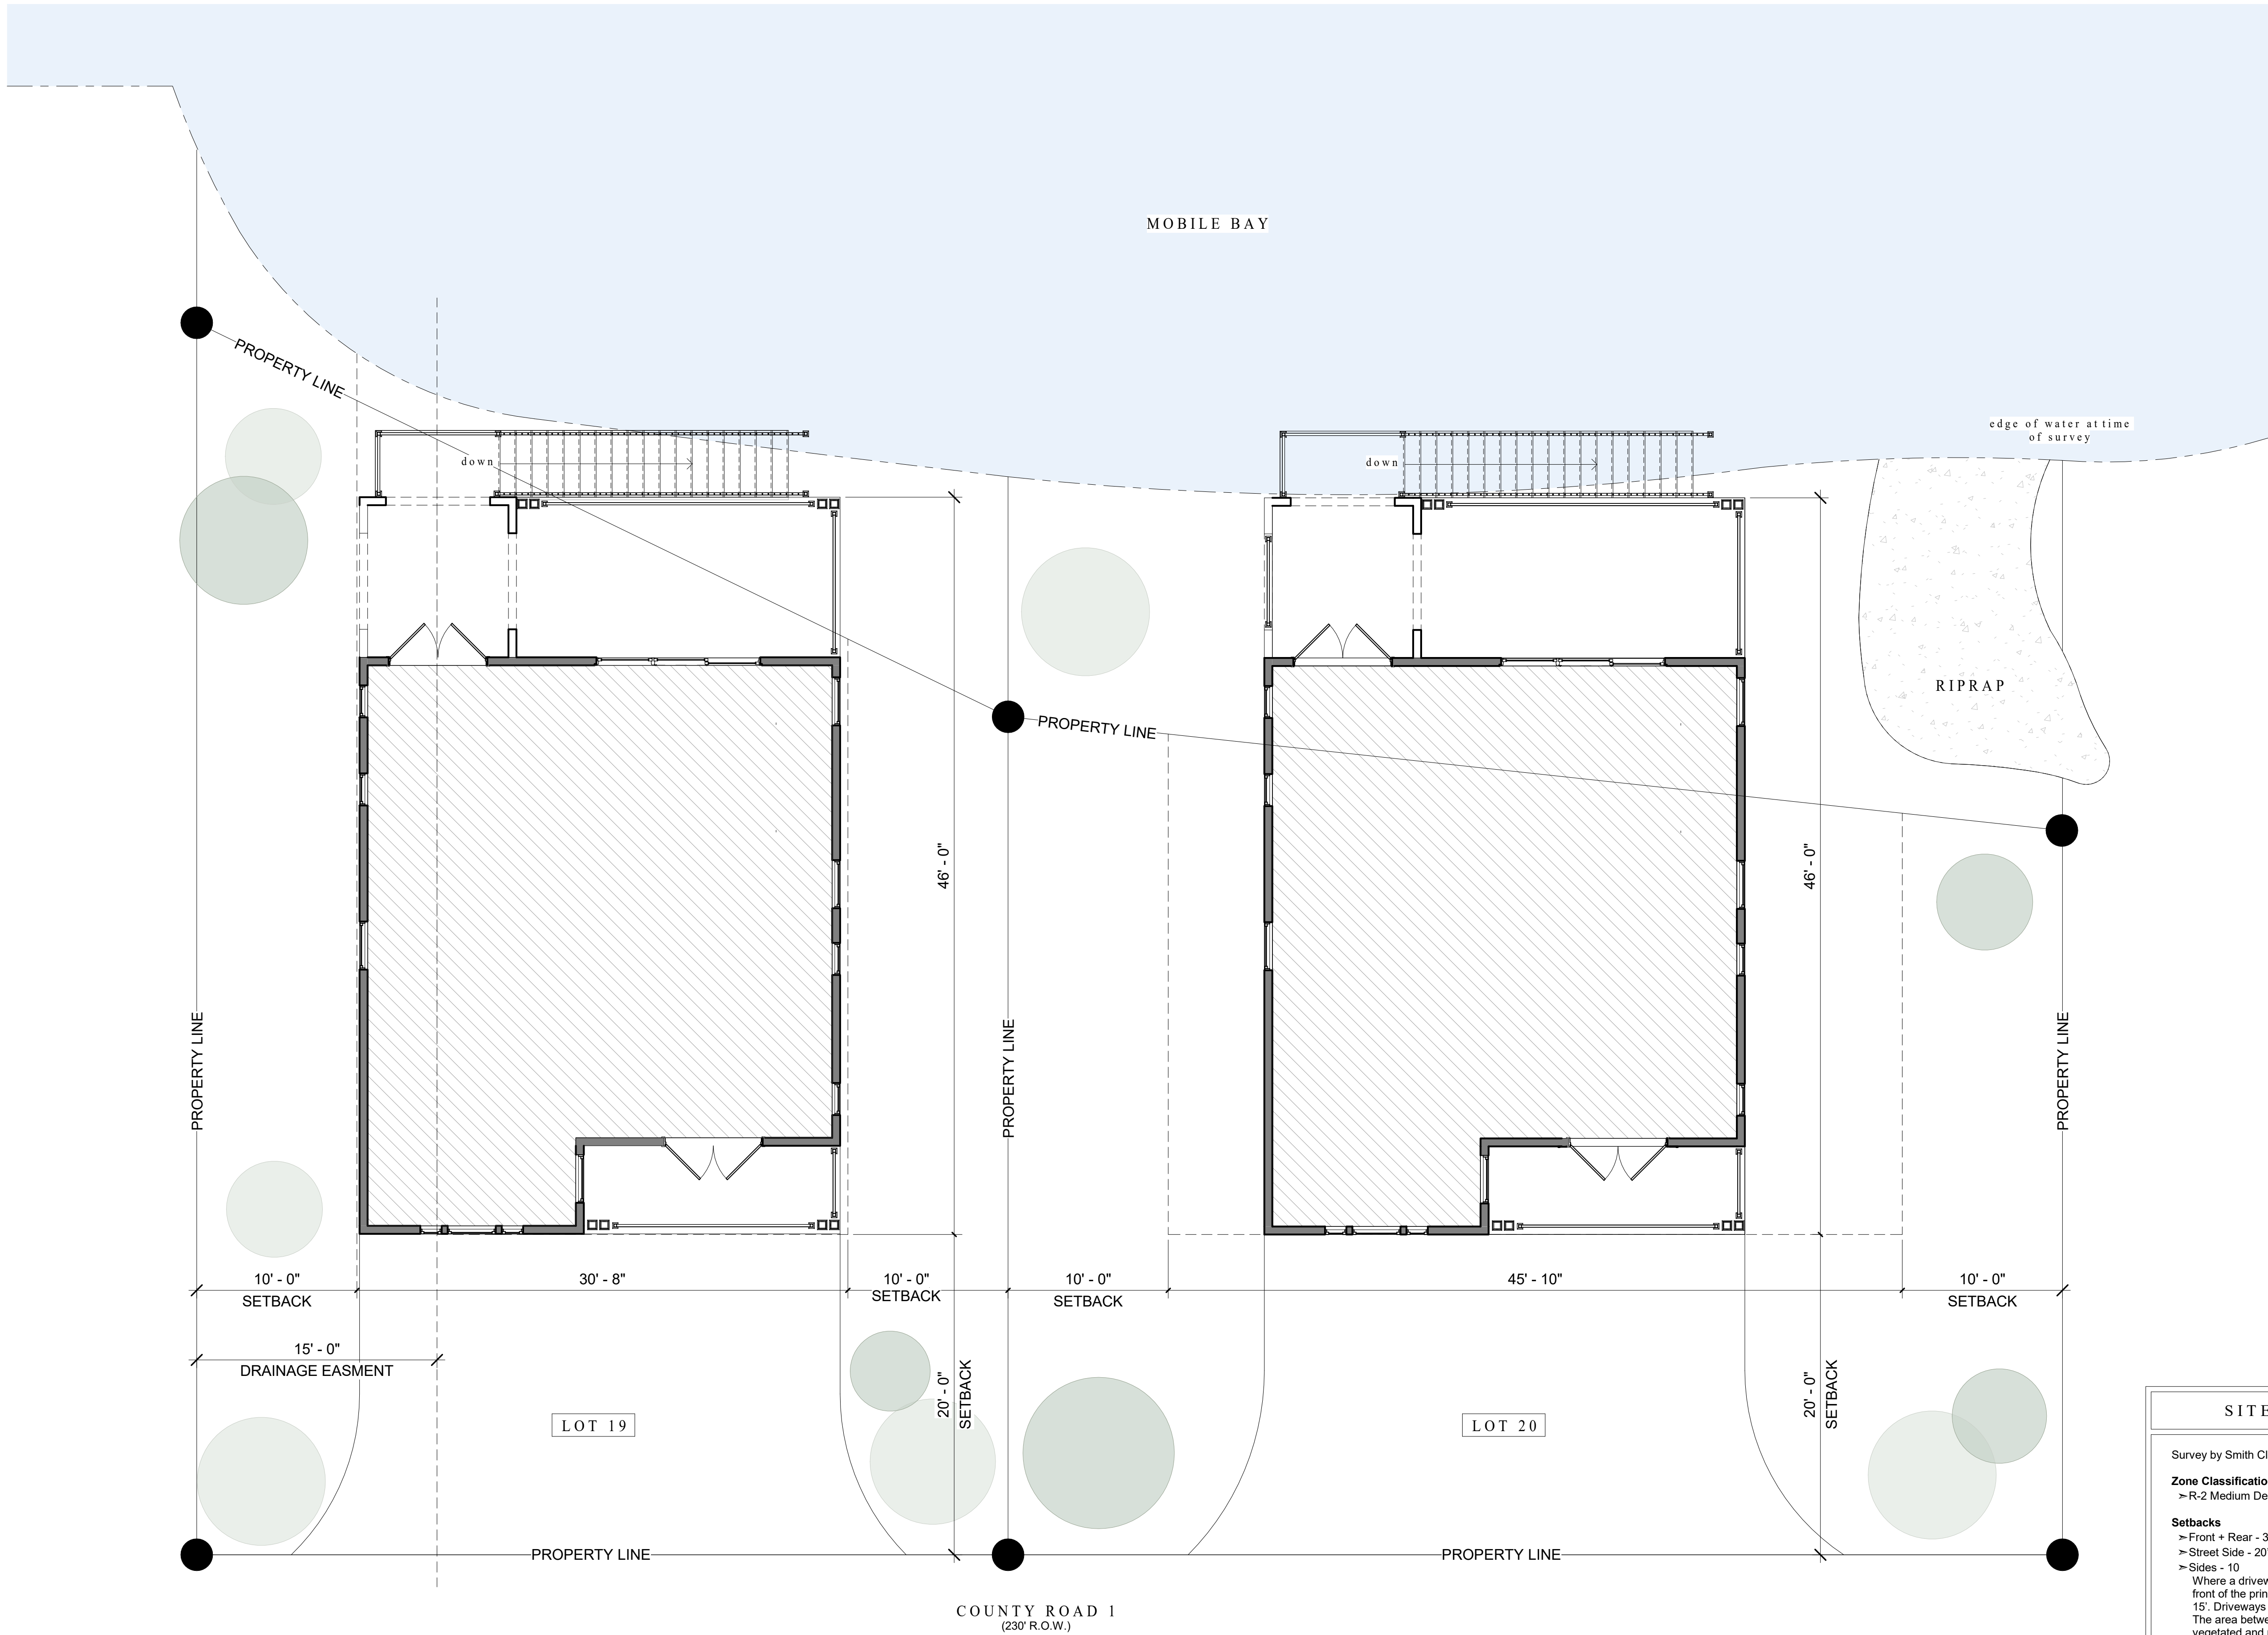 MOBILE BAY
PROPERTY LINE
edge of water at time
of survey
down
down
RIPRAP
PROPERTY LINE
46' - 0"
46' - 0"
PROPERTY LINE
PROPERTY LINE
PROPERTY LINE
10' - 0"
SETBACK
30' - 8"
10' - 0"
SETBACK
10' - 0"
SETBACK
45' - 10"
10' - 0"
SETBACK
15' - 0"
DRAINAGE EASMENT
20' - 0"
SETBACK
20' - 0"
SETBACK
LOT 19
LOT 20
PROPERTY LINE
PROPERTY LINE
COUNTY ROAD 1
(230' R.O.W.)
SITE
Survey by Smith Cl
Zone Classificatio
➣R-2 Medium De
Setbacks
➣Front + Rear - 3
➣Street Side - 20'
➣Sides - 10
Where a drivew
front of the prin
15'. Driveways
The area betwe
vegetated and